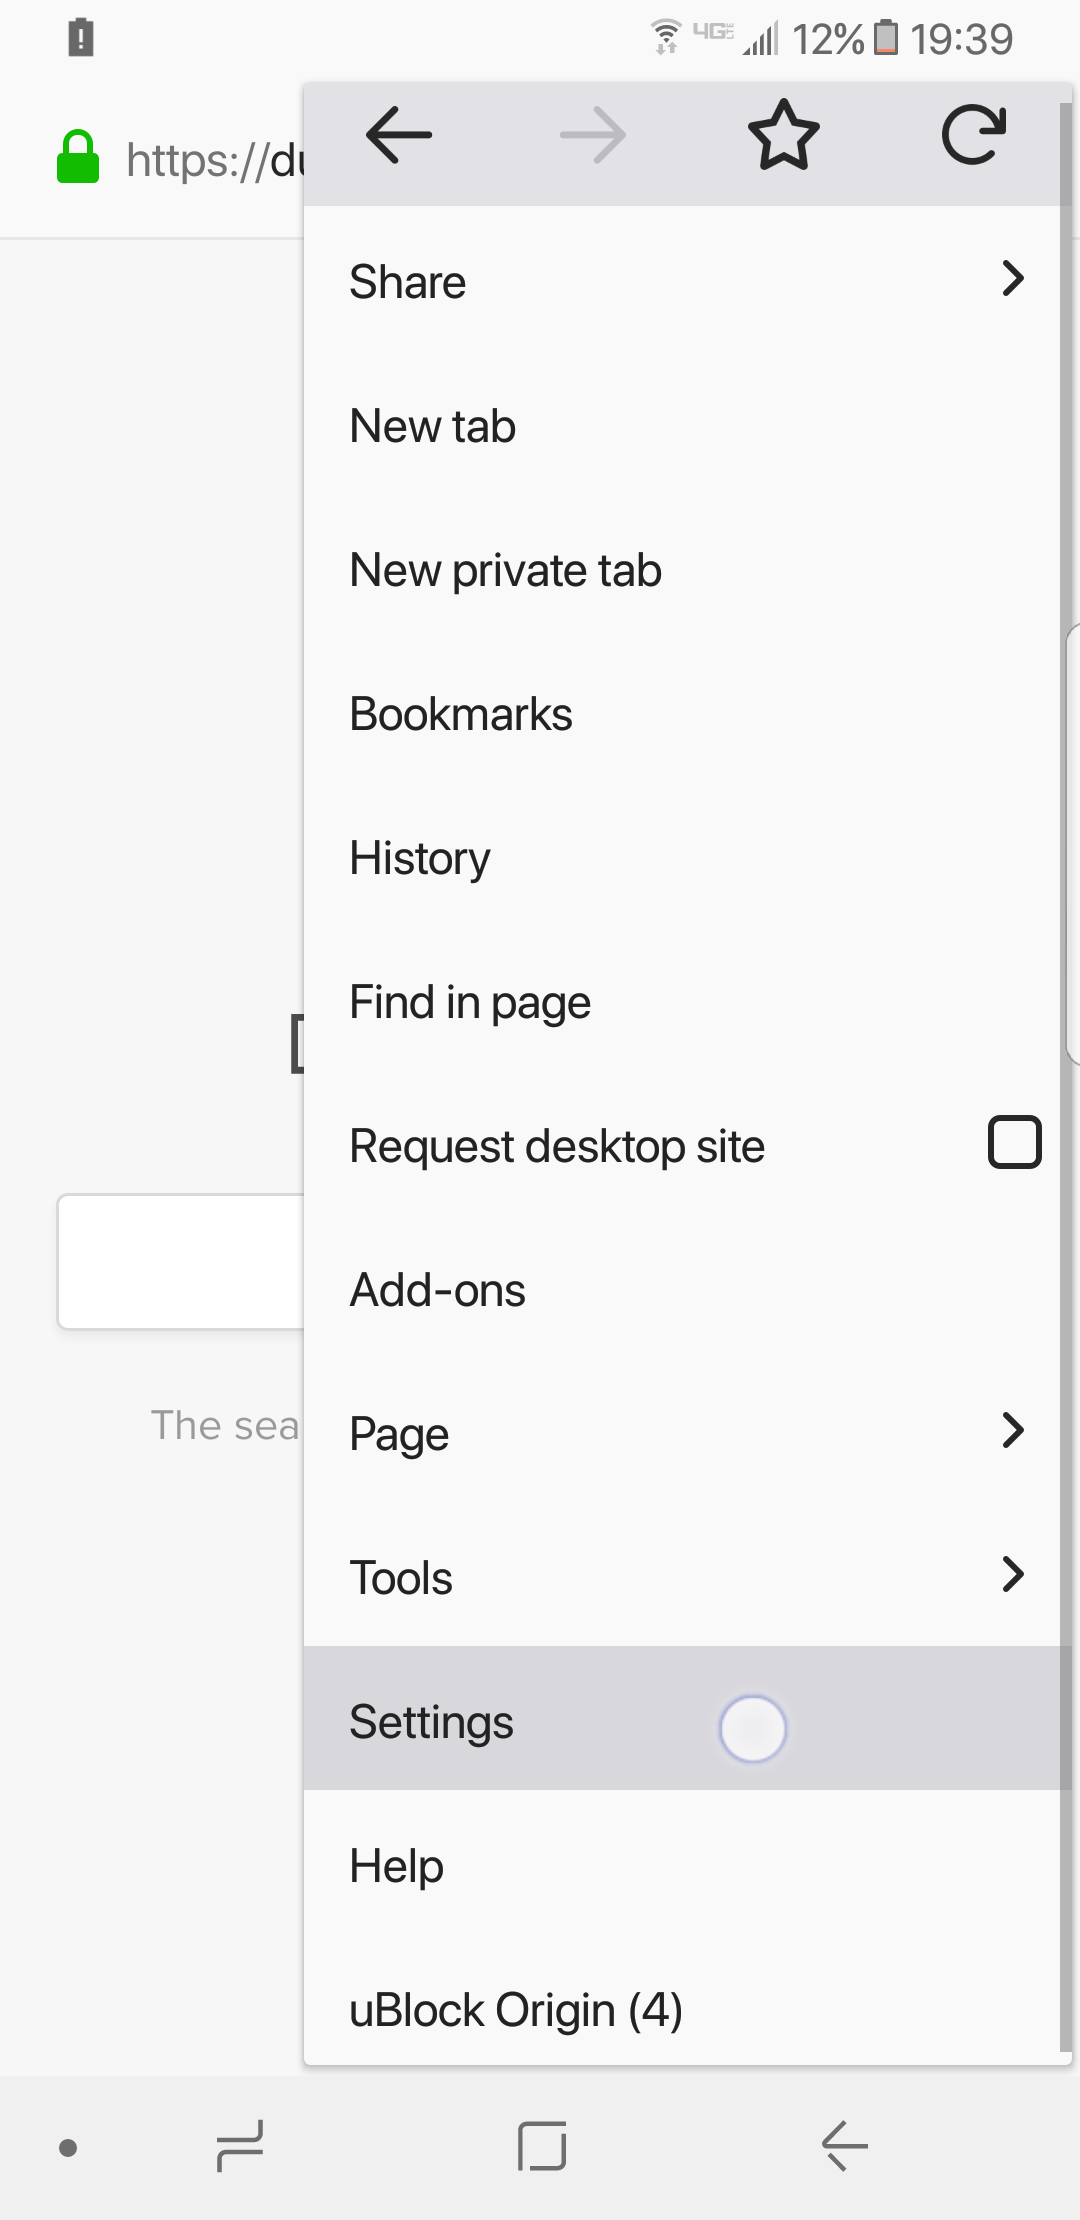 4G LTE 12% 19:39
https://du
Share
New tab
New private tab
Bookmarks
History
Find in page
Request desktop site
Add-ons
Page
The sea
Tools
Settings
Help
uBlock Origin (4)